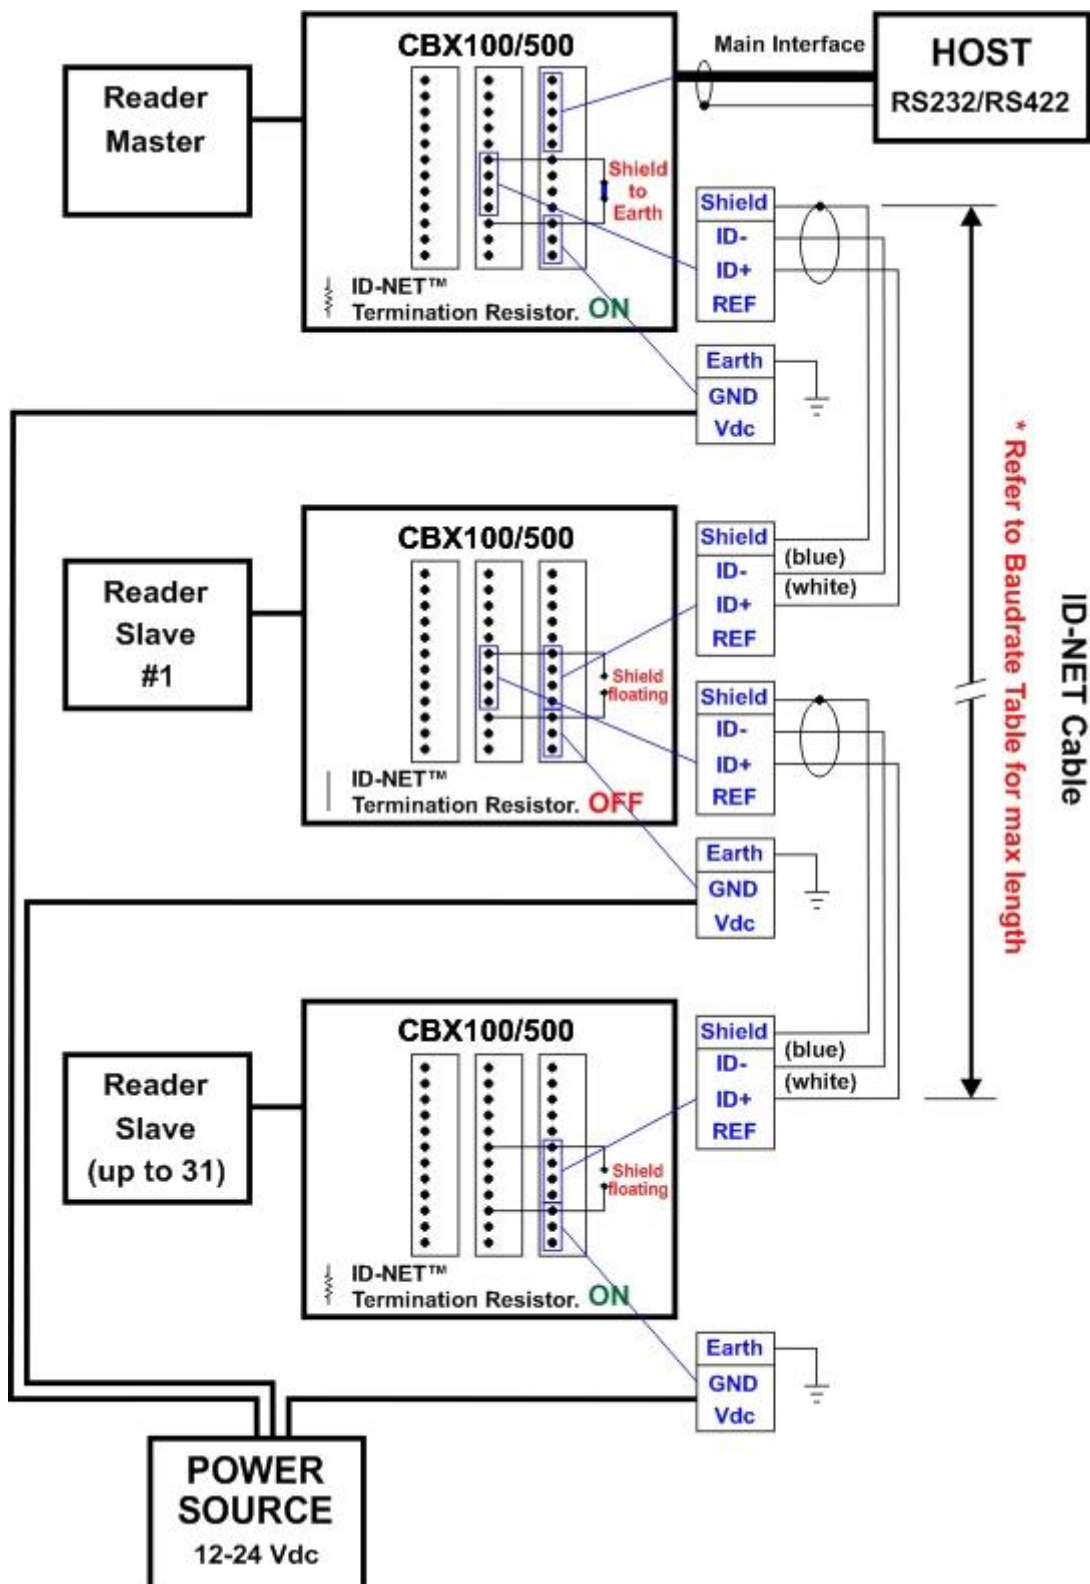 CBX100/500
Main Interface
HOST
RS232/RS422
Reader
Master
Shield
to
Earth
ID-NET™
Termination Resistor. ON
Shield
ID-
ID+
REF
Earth
GND
Vdc
CBX100/500
Reader
Slave
#1
Shield
floating
ID-NET™
Termination Resistor. OFF
Shield
(blue)
ID-
(white)
ID+
REF
Shield
ID-
ID+
REF
Earth
GND
Vdc
ID-NET Cable
* Refer to Baudrate Table for max length
CBX100/500
Reader
Slave
(up to 31)
Shield
floating
ID-NET™
Termination Resistor. ON
Shield
(blue)
ID-
(white)
ID+
REF
Earth
GND
Vdc
POWER
SOURCE
12-24 Vdc